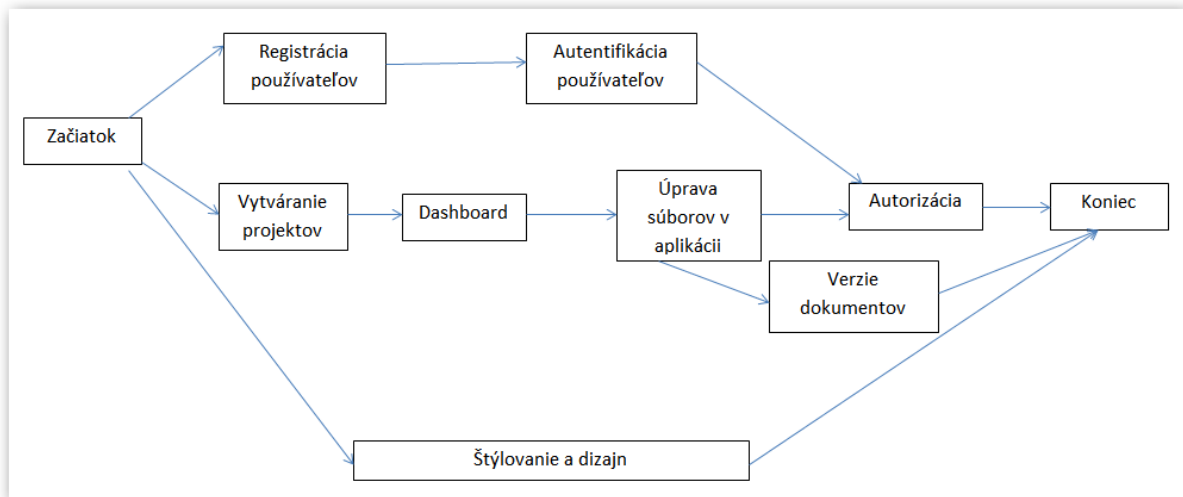 Registrácia
používateľov
Autentifikácia
používateľov
Začiatok
Vytváranie
projektov
Dashboard
Úprava
súborov v
aplikácii
Autorizácia
Koniec
Verzie
dokumentov
Štýlovanie a dizajn